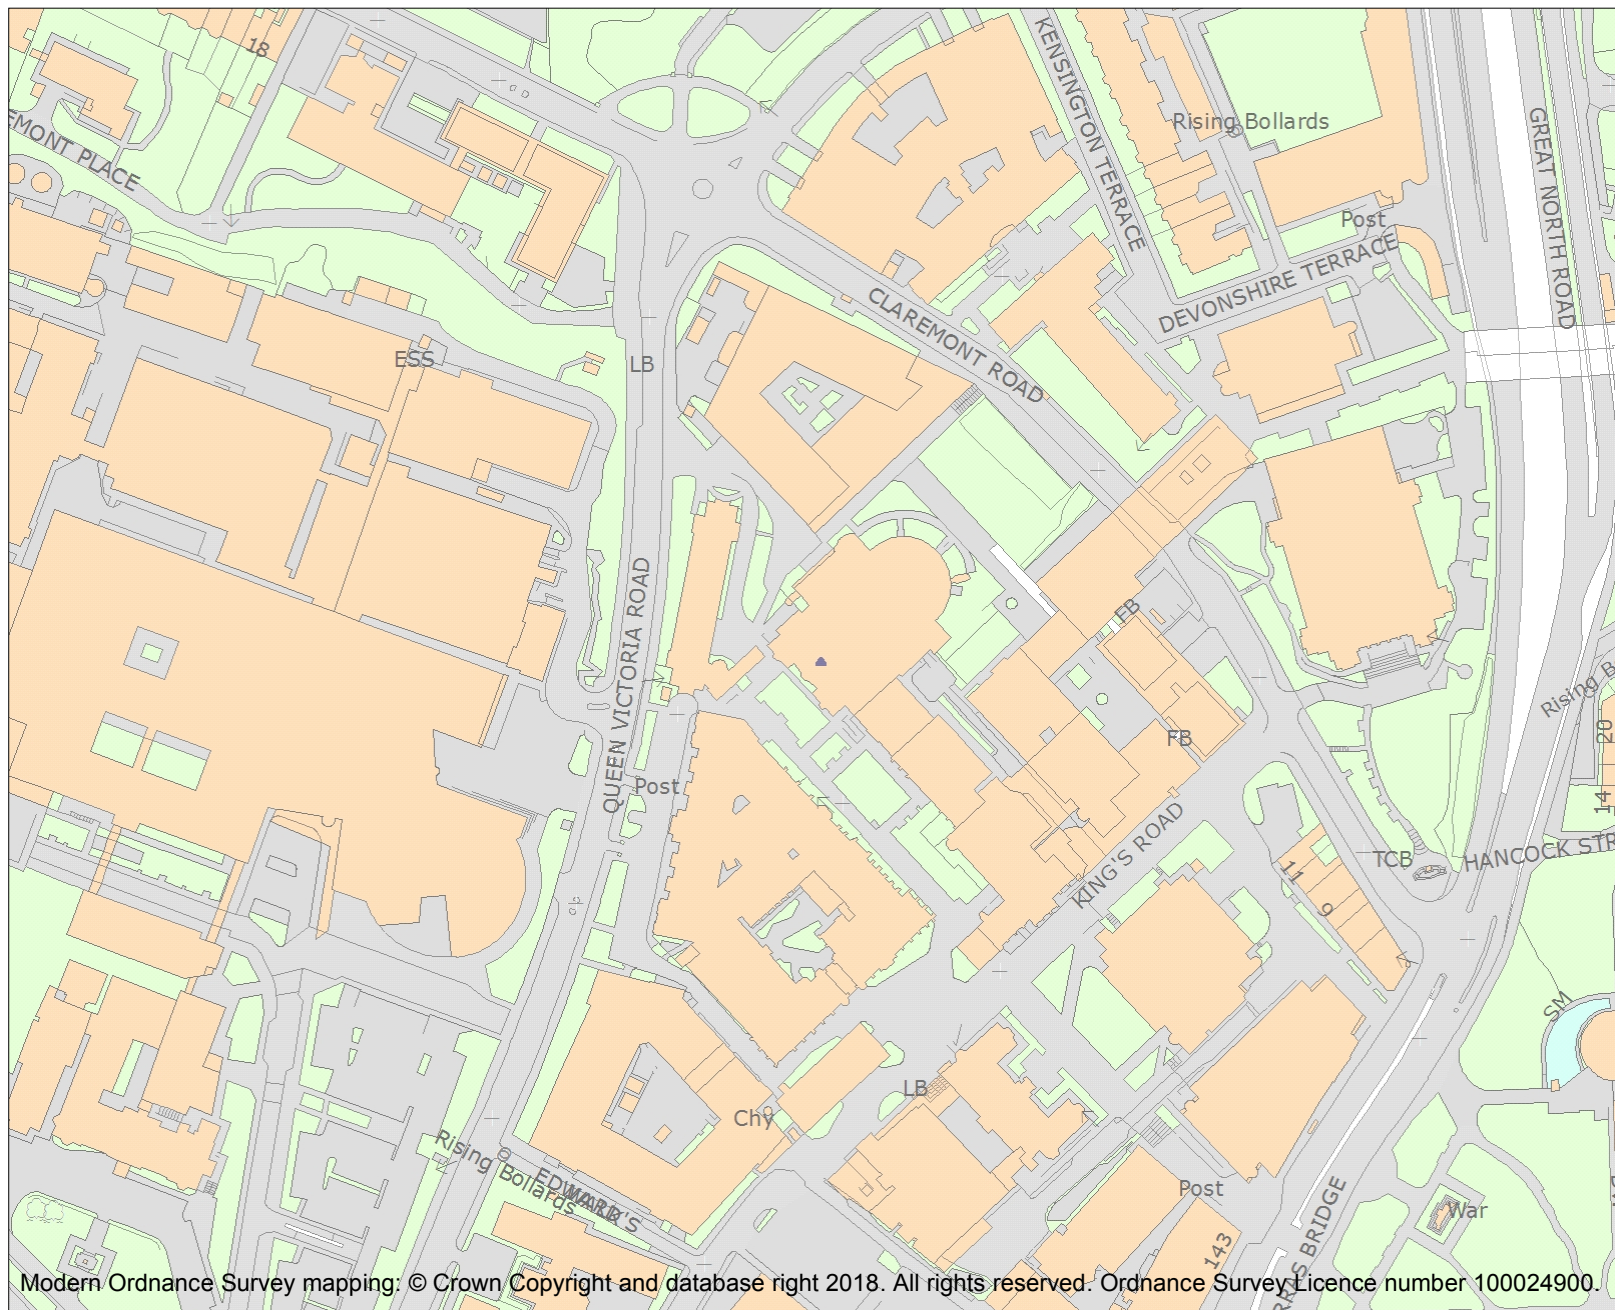 18
KENSINGTON TERRACE
Rising Bollards
GREAT NORTH ROAD
EMONT PLACE
Post
DEVONSHIRE TERRACE
CLAREMONT ROAD
ESS
LB
QUEEN VICTORIA ROAD
FB
Rising B
20
FB
Post
14
KING'S ROAD
TCB
HANCOCK STR
11
9
SM
LB
Chy
Rising Bollards
EDWARD'S
WALK
Post
War
143
RRAS BRIDGE
Modern Ordnance Survey mapping: © Crown Copyright and database right 2018. All rights reserved. Ordnance Survey Licence number 100024900.